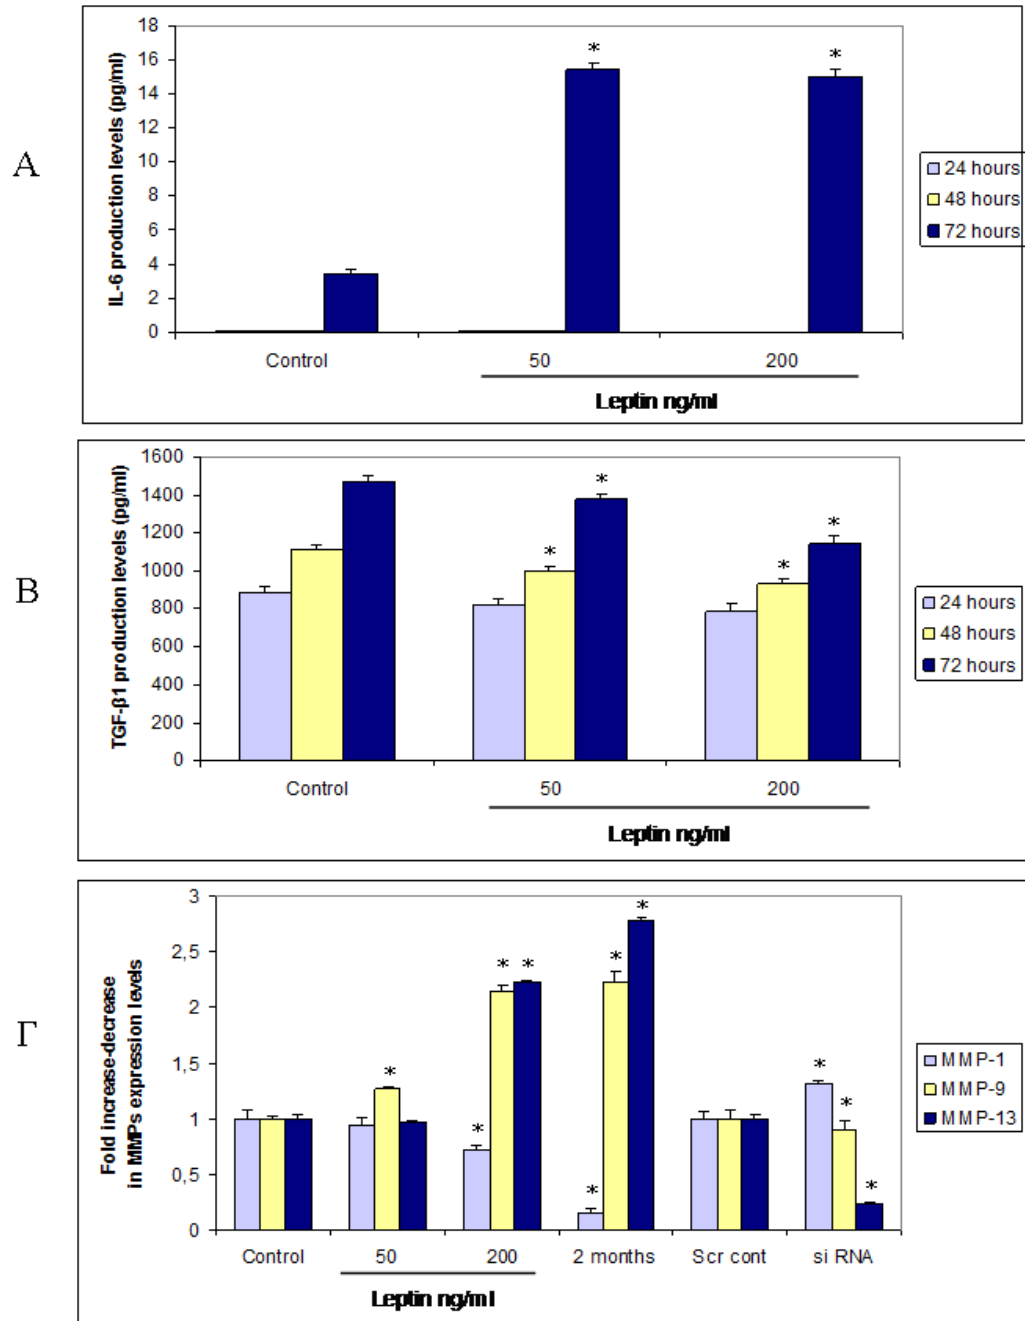 A
IL-6 production levels (pg/ml)
18
16
14
12
10
8
6
4
2
0
*
*
Control
50
200
Leptin ng/ml
24 hours
48 hours
72 hours
B
TGF-β1 production levels (pg/ml)
1600
1400
1200
1000
800
600
400
200
0
*
*
*
*
Control
50
200
Leptin ng/ml
24 hours
48 hours
72 hours
Γ
Fold increase-decrease
in MMPs expression levels
3
2,5
2
1,5
1
0,5
0
*
*
*
*
*
*
*
*
*
*
Control
50
200
2 months
Scr cont
si RNA
Leptin ng/ml
MMP-1
MMP-9
MMP-13